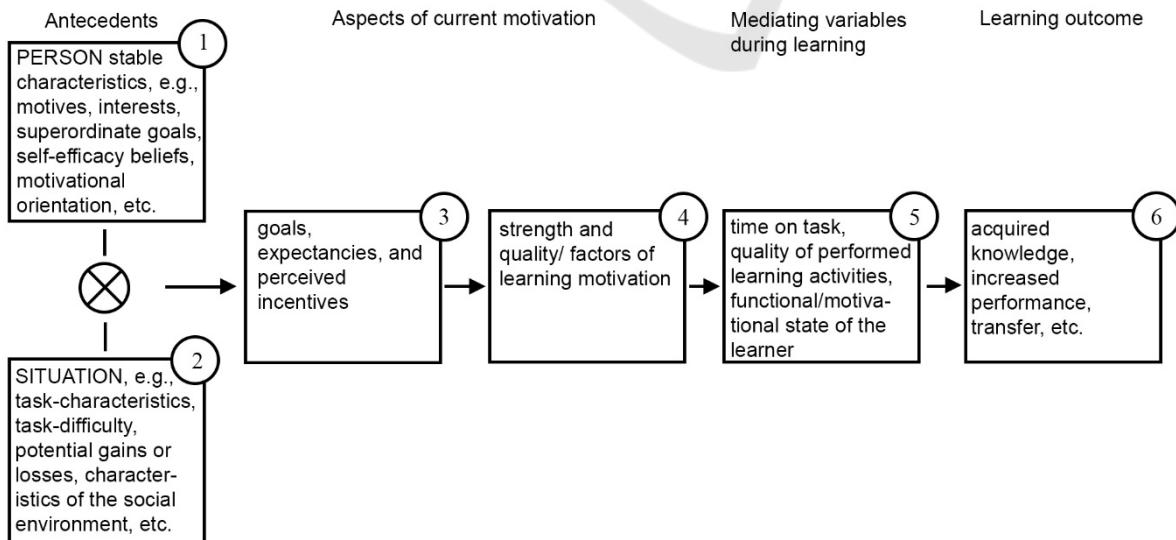 Antecedents
Aspects of current motivation
Mediating variables
during learning
Learning outcome
1
PERSON stable
characteristics, e.g.,
motives, interests,
superordinate goals,
self-efficacy beliefs,
motivational
orientation, etc.
2
SITUATION, e.g.,
task-characteristics,
task-difficulty,
potential gains or
losses, character-
istics of the social
environment, etc.
3
goals,
expectancies, and
perceived
incentives
4
strength and
quality/ factors of
learning motivation
5
time on task,
quality of performed
learning activities,
functional/motiva-
tional state of the
learner
6
acquired
knowledge,
increased
performance,
transfer, etc.